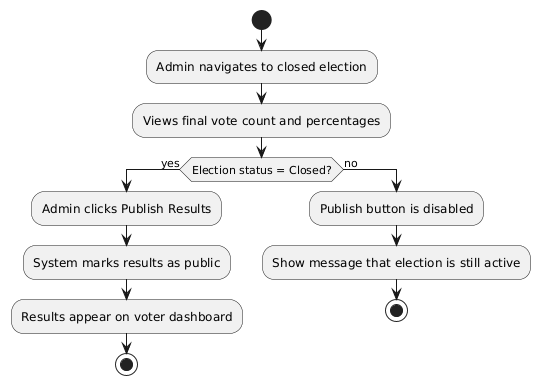 Admin navigates to closed election
Views final vote count and percentages
yes
Election status = Closed?
no
Admin clicks Publish Results
Publish button is disabled
System marks results as public
Show message that election is still active
Results appear on voter dashboard